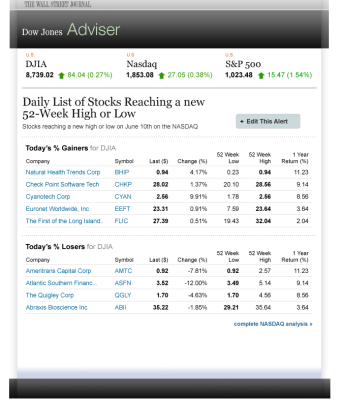 THE WALL STREET JOURNAL
Dow Jones Adviser
U.S. U.S. U.S.
DJIA Nasdaq S&P 500
8,739.02 84.04 (0.27%) 1,853.08 27.05 (0.38%) 1,023.48 15.47 (1.54%)
Daily List of Stocks Reaching a new
52-Week High or Low
Stocks reaching a new high or low on June 10th on the NASDAQ
+ Edit This Alert
Today's % Gainers for DJIA
Company Symbol Last ($) Change (%) 52 Week Low 52 Week High 1 Year Return (%)
Natural Health Trends Corp BHIP 0.94 4.17% 0.23 0.94 11.23
Check Point Software Tech CHKP 28.02 1.37% 20.10 28.56 9.14
Cyanotech Corp CYAN 2.56 9.91% 1.78 2.56 8.56
Euronet Worldwide, Inc EEFT 23.31 0.91% 7.59 23.64 3.64
The First of the Long Island. FLIC 27.39 0.51% 19.43 32.04 2.04
Today's % Losers for DJIA
Company Symbol Last ($) Change (%) 52 Week Low 52 Week High 1 Year Return (%)
Ameritrans Capital Corp AMTC 0.92 -7.81% 0.92 2.57 11.23
Atlantic Southern Financ... ASFN 3.52 -12.00% 3.49 5.14 9.14
The Quigley Corp QGLY 1.70 -4.63% 1.70 4.56 8.56
Abraxis Bioscience Inc ABII 35.22 -1.85% 29.21 35.64 3.64
complete NASDAQ analysis »